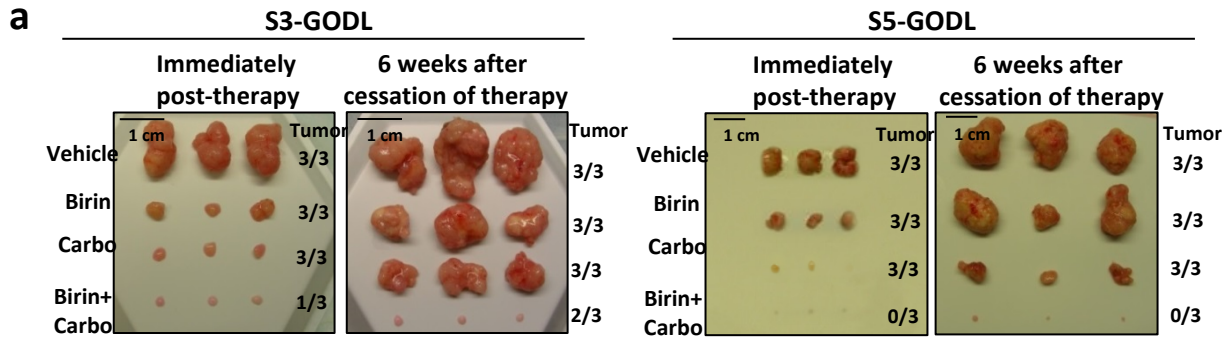 a
S3-GODL
S5-GODL
Immediately
post-therapy
6 weeks after
cessation of therapy
Immediately
post-therapy
6 weeks after
cessation of therapy
1 cm
Tumor
1 cm
Tumor
1 cm
Tumor
1 cm
Tumor
Vehicle
3/3
3/3
Vehicle
3/3
3/3
Birin
3/3
3/3
Birin
3/3
3/3
Carbo
3/3
3/3
Carbo
3/3
3/3
Birin+
Carbo
1/3
2/3
Birin+
Carbo
0/3
0/3